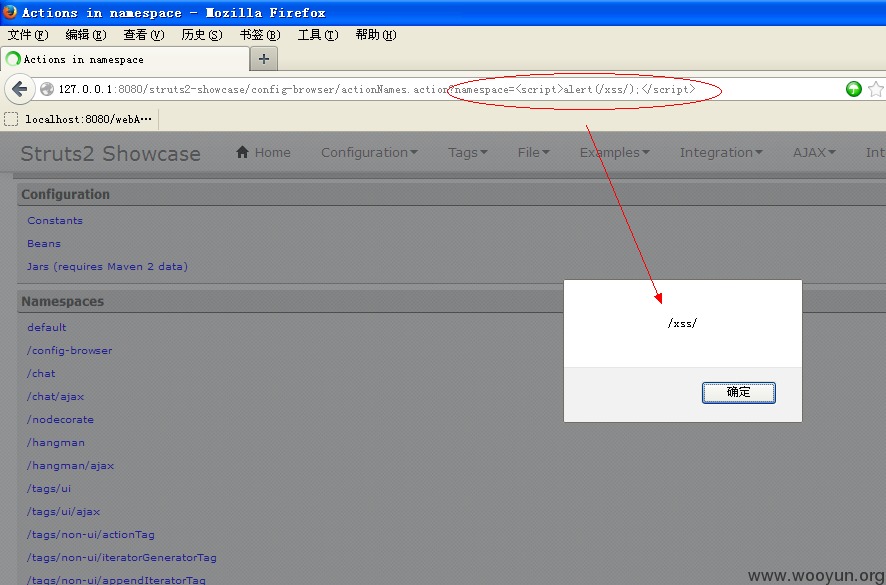 Actions in namespace - Mozilla Firefox
文件(F) 编辑(E) 查看(V) 历史(S) 书签(B) 工具(T) 帮助(H)
Actions in namespace
127.0.0.1:8080/struts2-showcase/config-browser/actionNames.action?namespace=<script>alert(/xss/);</script>
localhost:8080/webA...
Struts2 Showcase Home Configuration Tags File Examples Integration AJAX Int
Configuration
Constants
Beans
Jars (requires Maven 2 data)
Namespaces
default
/config-browser
/chat
/chat/ajax
/nodecorate
/hangman
/hangman/ajax
/tags/ui
/tags/ui/ajax
/tags/non-ui/actionTag
/tags/non-ui/iteratorGeneratorTag
/tags/non-ui/appendIteratorTag
/xss/
确定
www.wooyun.org